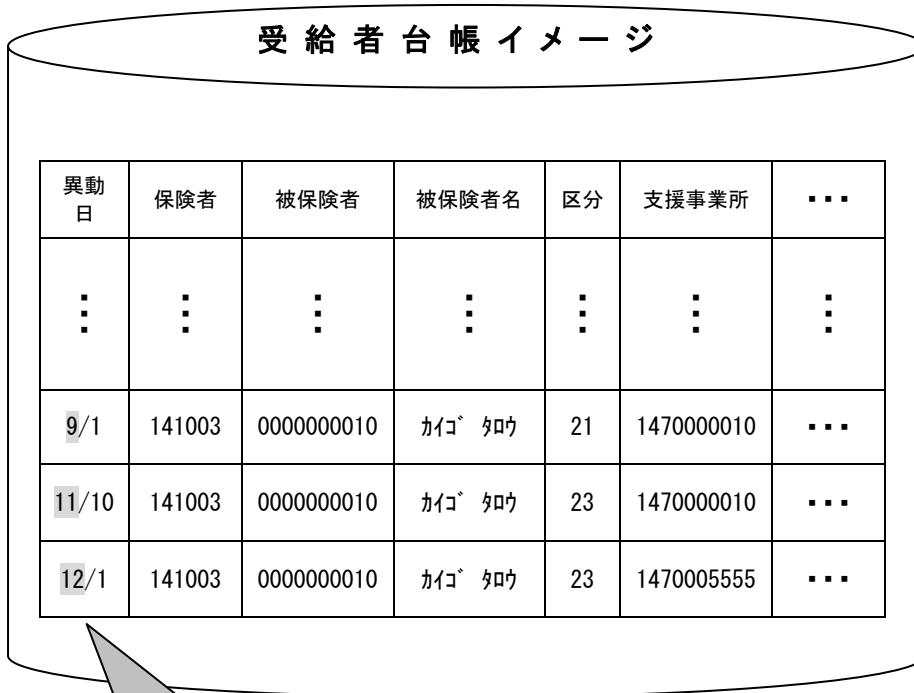 受給者台帳イメージ
異動日 保険者 被保険者 被保険者名 区分 支援事業所 ・・・
⋮ ⋮ ⋮ ⋮ ⋮ ⋮ ⋮
9/1 141003 0000000010 ｶｲｺﾞ ﾀﾛｳ 21 1470000010 ・・・
11/10 141003 0000000010 ｶｲｺﾞ ﾀﾛｳ 23 1470000010 ・・・
12/1 141003 0000000010 ｶｲｺﾞ ﾀﾛｳ 23 1470005555 ・・・